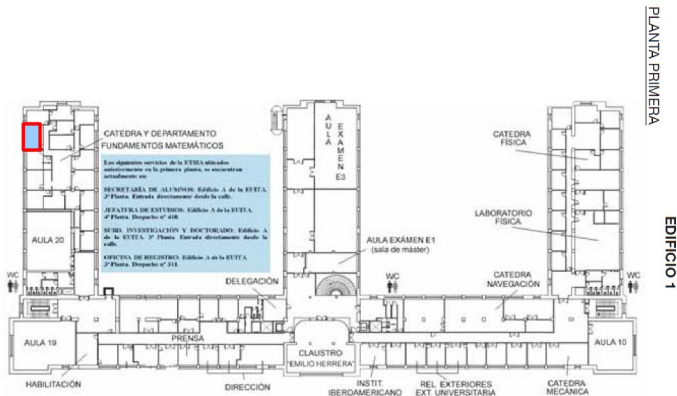 PLANTA PRIMERA
EDIFICIO 1
CATEDRA Y DEPARTAMENTO
FUNDAMENTOS MATEMÁTICOS
Los siguientes servicios de la ETSIA ubicados
anteriormente en la primera planta, se encuentran
actualmente en:
SECRETARÍA DE ALUMNOS: Edificio A de la EUITA.
3ª Planta. Entrada directamente desde la calle.
JEFATURA DE ESTUDIOS: Edificio A de la EUITA.
4ª Planta. Despacho nº 410.
SUBD. INVESTIGACIÓN Y DOCTORADO: Edificio A
de la EUITA. 3ª Planta. Entrada directamente desde la
calle.
OFICINA DE REGISTRO: Edificio A de la EUITA.
3ª Planta. Despacho nº 311.
AULA
EXAMEN
E3
CATEDRA
FÍSICA
LABORATORIO
FÍSICA
AULA 20
AULA EXÁMEN E1
(sala de máster)
WC
DELEGACIÓN
WC
CATEDRA
NAVEGACIÓN
WC
AULA 19
PRENSA
CLAUSTRO
"EMILIO HERRERA"
AULA 10
HABILITACIÓN
DIRECCIÓN
INSTIT.
IBEROAMERICANO
REL. EXTERIORES
EXT. UNIVERSITARIA
CATEDRA
MECÁNICA